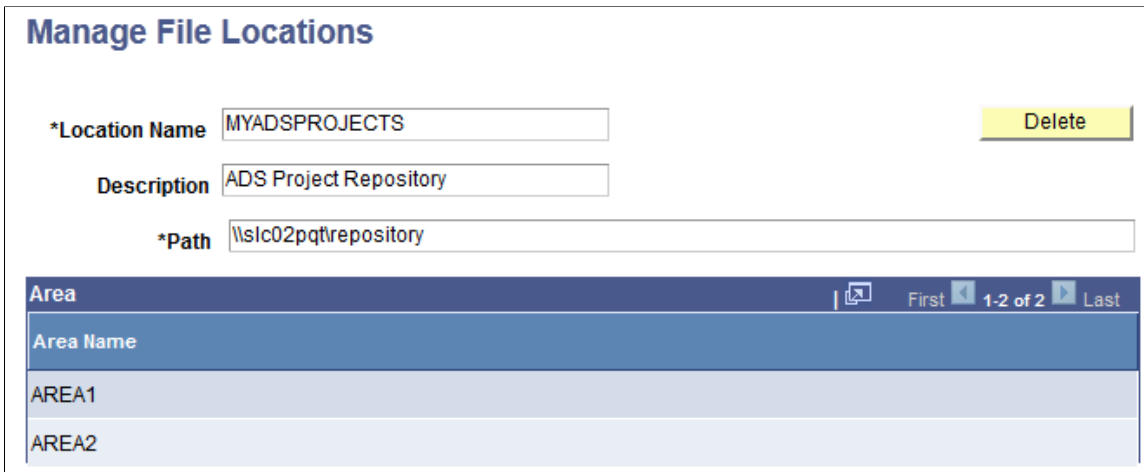 Manage File Locations
*Location Name MYADSPROJECTS Delete
Description ADS Project Repository
*Path \\slc02pqt\repository
Area | First 1-2 of 2 Last
Area Name
AREA1
AREA2